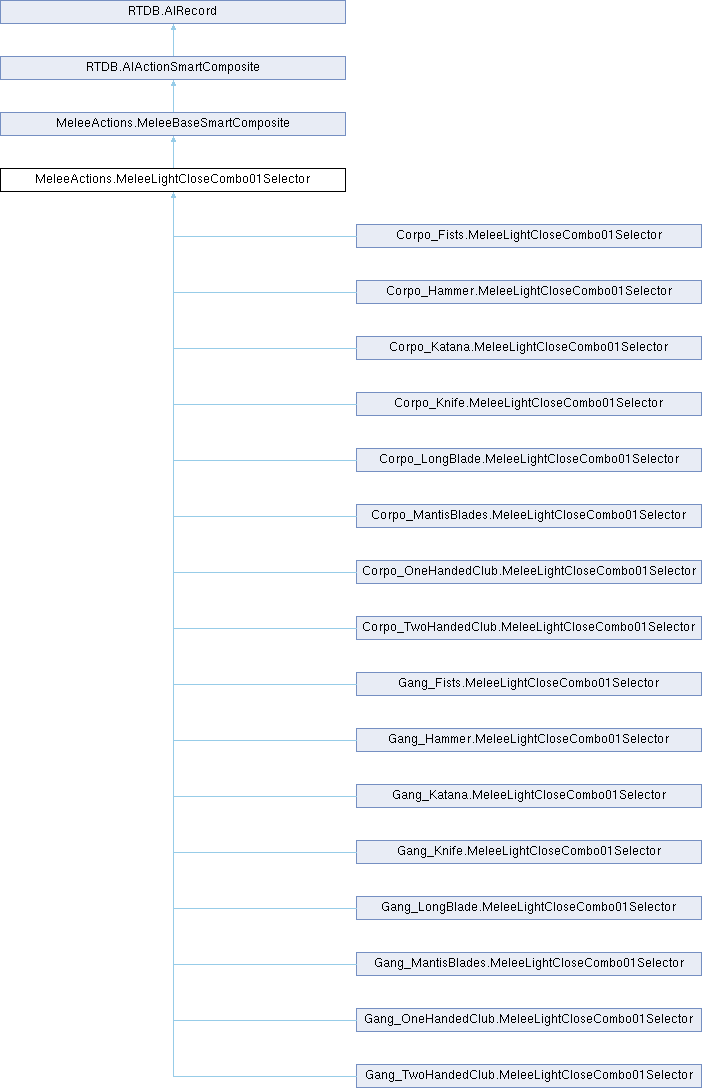 RTDB.AIRecord
RTDB.AIActionSmartComposite
MeleeActions.MeleeBaseSmartComposite
MeleeActions.MeleeLightCloseCombo01Selector
Corpo_Fists.MeleeLightCloseCombo01Selector
Corpo_Hammer.MeleeLightCloseCombo01Selector
Corpo_Katana.MeleeLightCloseCombo01Selector
Corpo_Knife.MeleeLightCloseCombo01Selector
Corpo_LongBlade.MeleeLightCloseCombo01Selector
Corpo_MantisBlades.MeleeLightCloseCombo01Selector
Corpo_OneHandedClub.MeleeLightCloseCombo01Selector
Corpo_TwoHandedClub.MeleeLightCloseCombo01Selector
Gang_Fists.MeleeLightCloseCombo01Selector
Gang_Hammer.MeleeLightCloseCombo01Selector
Gang_Katana.MeleeLightCloseCombo01Selector
Gang_Knife.MeleeLightCloseCombo01Selector
Gang_LongBlade.MeleeLightCloseCombo01Selector
Gang_MantisBlades.MeleeLightCloseCombo01Selector
Gang_OneHandedClub.MeleeLightCloseCombo01Selector
Gang_TwoHandedClub.MeleeLightCloseCombo01Selector